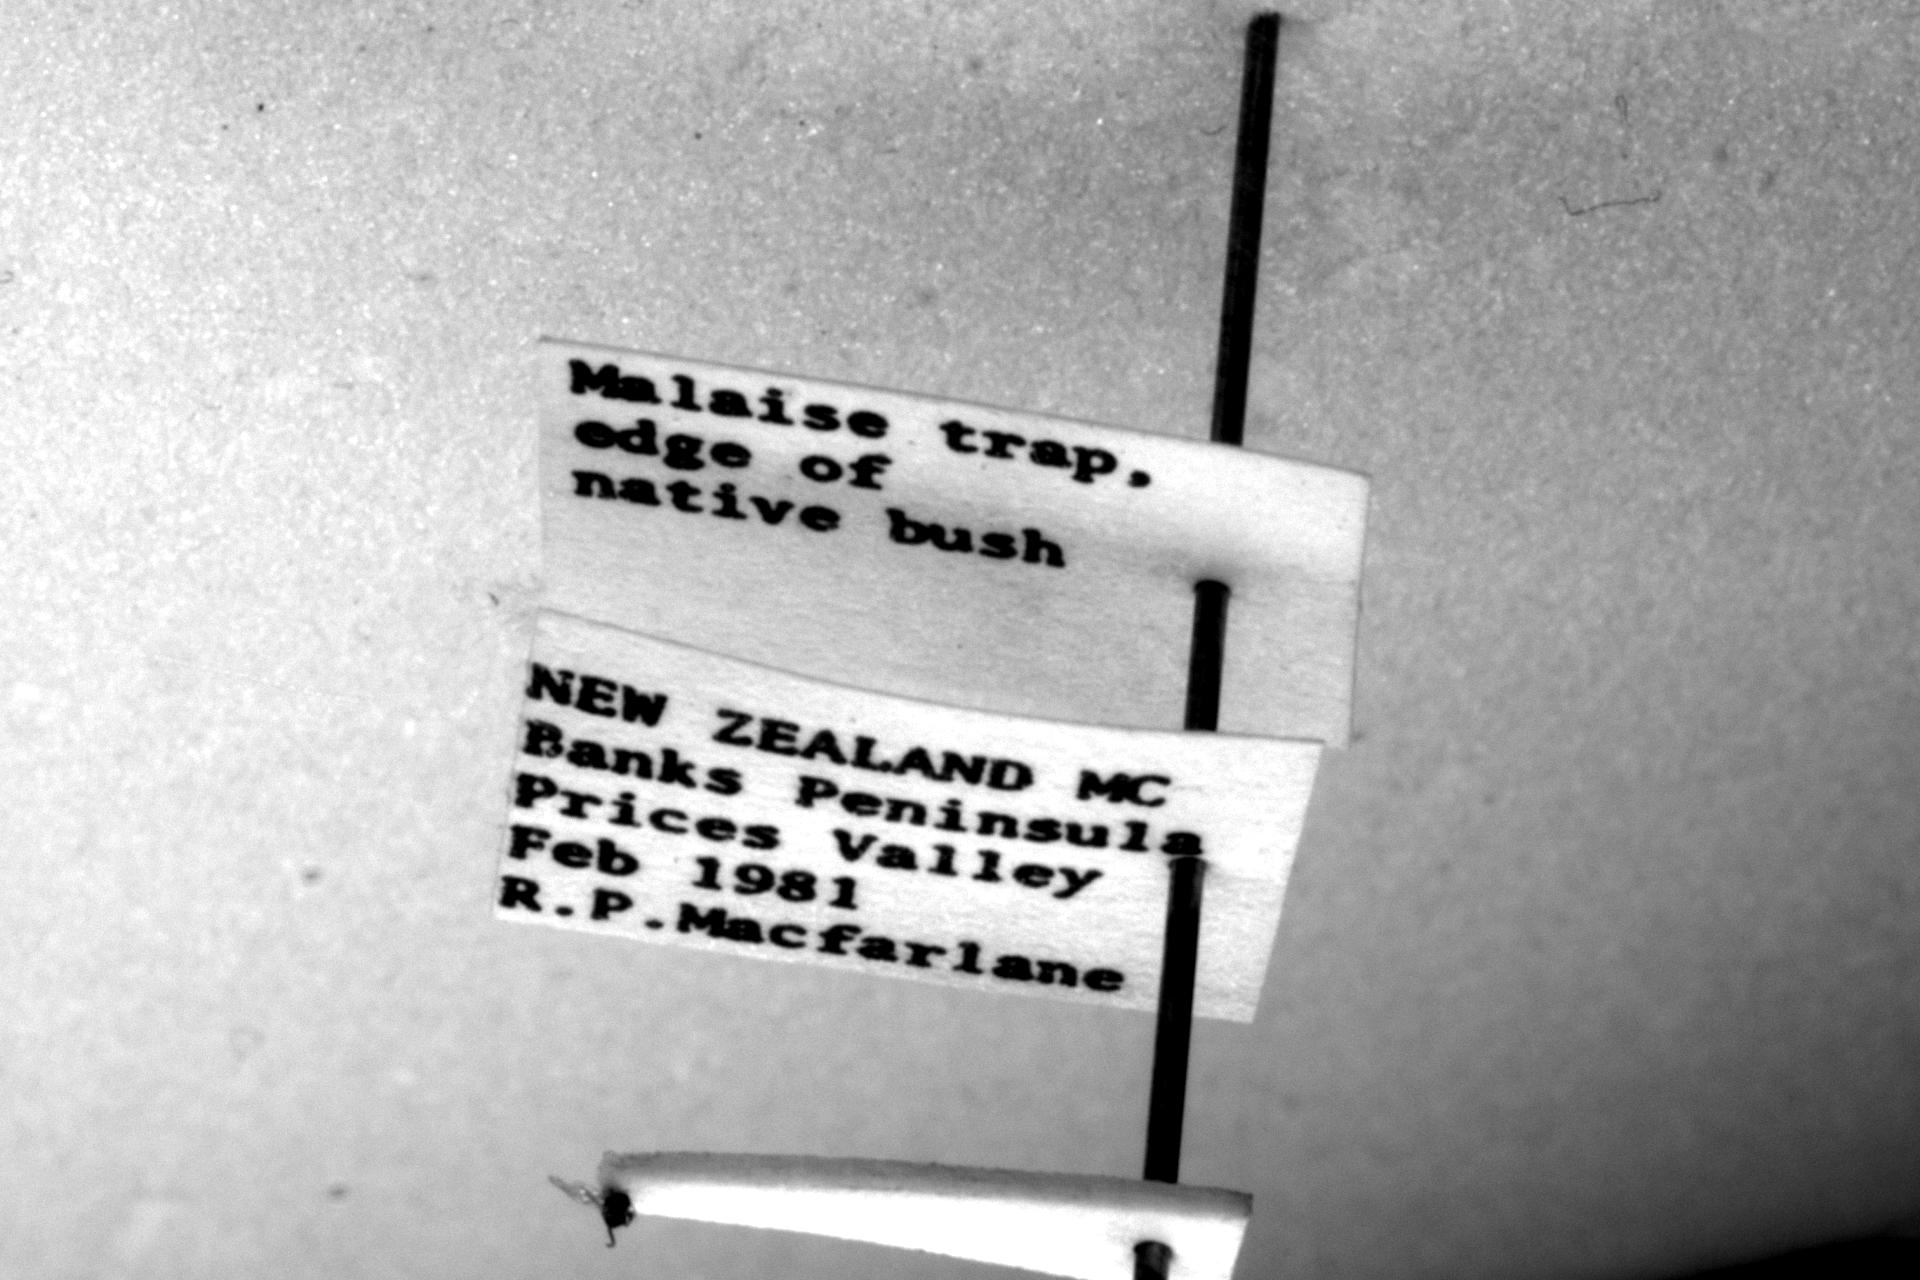 Malaise trap,
edge of
native bush
NEW ZEALAND MC
Banks Peninsula
Prices Valley
Feb 1981
R.P.Macfarlane